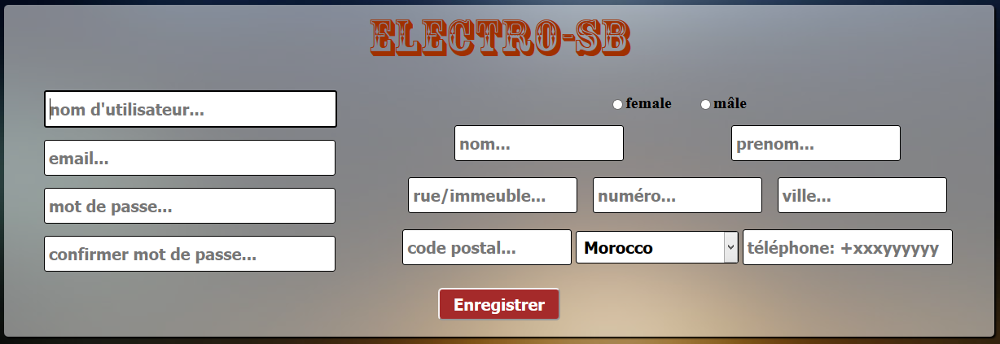 ELECTRO-SB
nom d'utilisateur...
email...
mot de passe...
confirmer mot de passe...
female mâle
nom... prenom...
rue/immeuble... numéro... ville...
code postal... Morocco téléphone: +xxxyyyyyy
Enregistrer